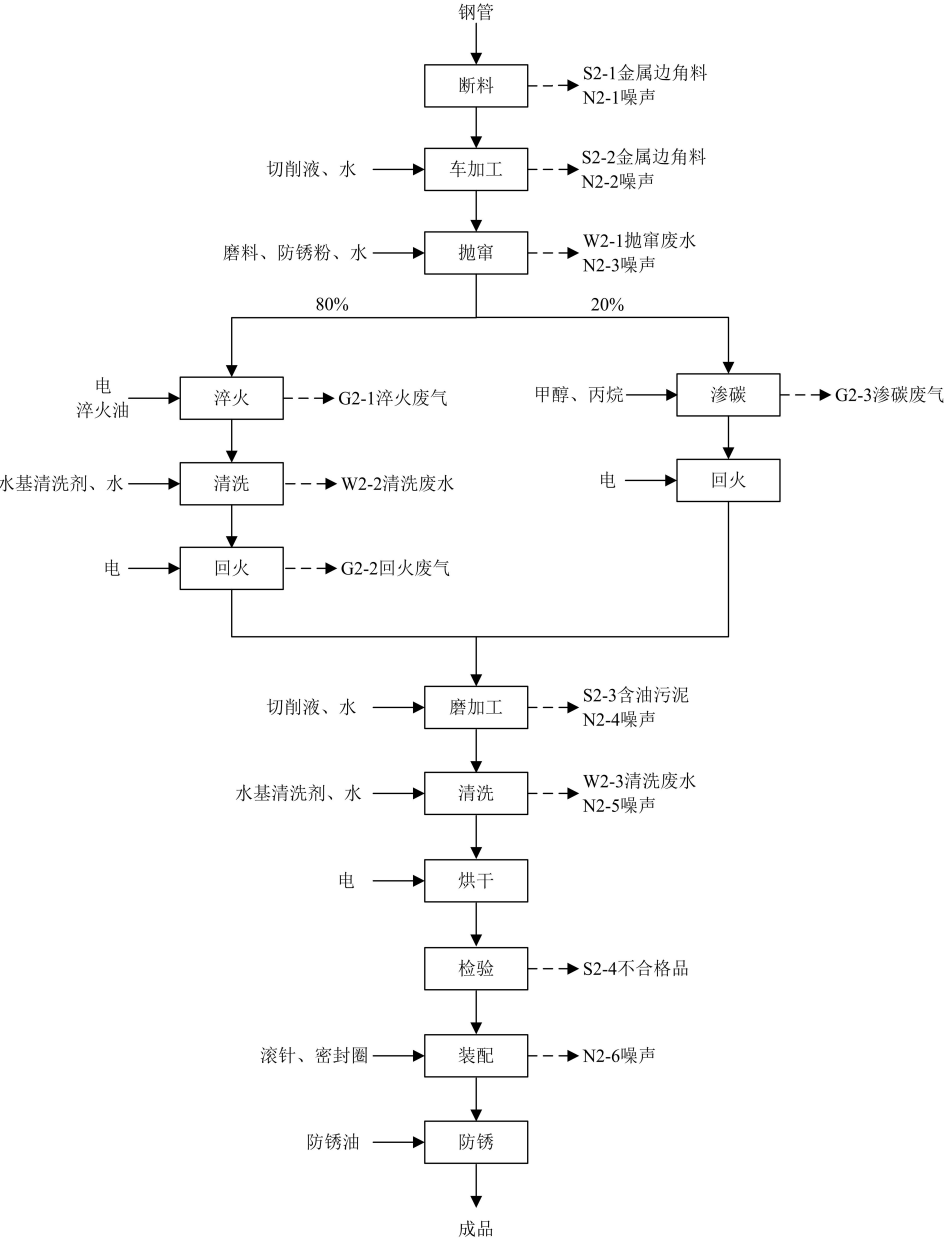 钢管
断料
S2-1金属边角料
N2-1噪声
切削液、水
车加工
S2-2金属边角料
N2-2噪声
磨料、防锈粉、水
抛窜
W2-1抛窜废水
N2-3噪声
80%
20%
电
淬火油
淬火
G2-1淬火废气
甲醇、丙烷
渗碳
G2-3渗碳废气
水基清洗剂、水
清洗
W2-2清洗废水
电
回火
电
回火
G2-2回火废气
切削液、水
磨加工
S2-3含油污泥
N2-4噪声
水基清洗剂、水
清洗
W2-3清洗废水
N2-5噪声
电
烘干
检验
S2-4不合格品
滚针、密封圈
装配
N2-6噪声
防锈油
防锈
成品